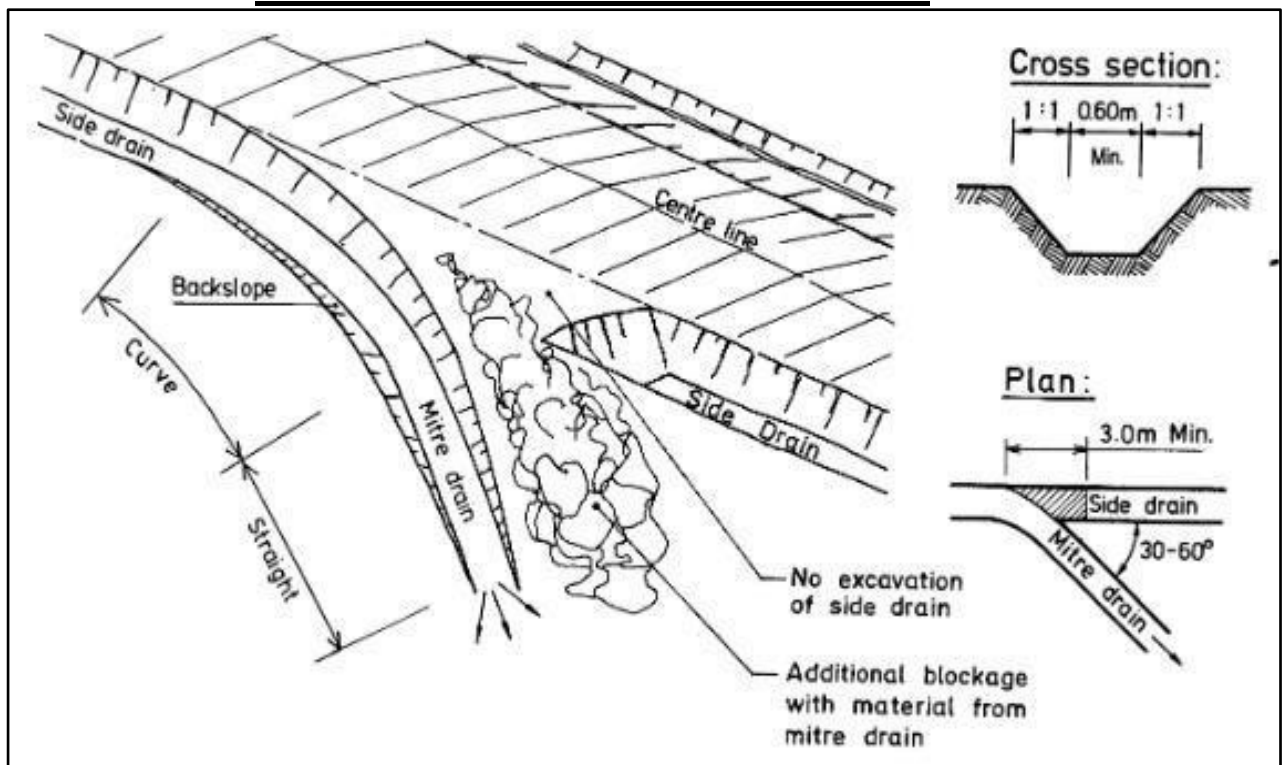 Side drain
Centre line
Backslope
Curve
Straight
Mitre drain
Side Drain
No excavation
of side drain
Additional blockage
with material from
mitre drain
Cross section:
1:1 0.60m 1:1
Min.
Plan:
3.0m Min.
Side drain
30-60°
Mitre drain